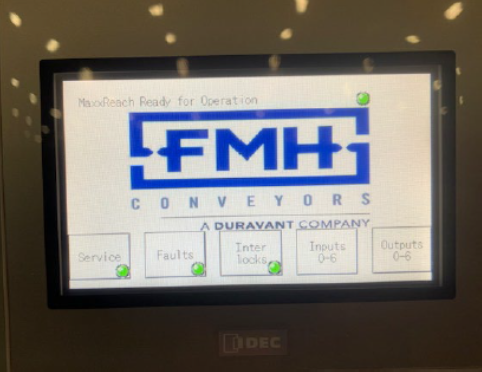 MaxxReach Ready for Operation
FMH
CONVEYORS
A DURAVANT COMPANY
Service
Faults
Inter
locks
Inputs
0-6
Outputs
0-6
IDEC